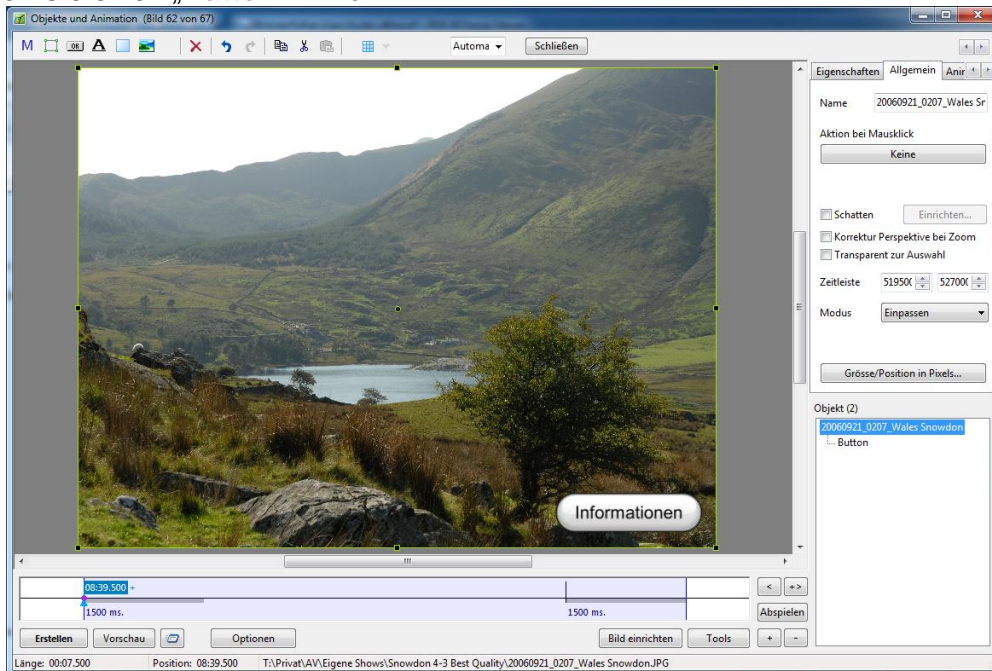 Objekte und Animation (Bild 62 von 67)
M OK A Automa Schließen
Eigenschaften Allgemein Anir
Name 20060921_0207_Wales Sr
Aktion bei Mausklick
Keine
Schatten Einrichten...
Korrektur Perspektive bei Zoom
Transparent zur Auswahl
Zeitleiste 51950( 52700(
Modus Einpassen
Grösse/Position in Pixels...
Objekt (2)
20060921_0207_Wales Snowdon
Button
Informationen
08:39.500
1500 ms. 1500 ms.
< +>
Abspielen
Erstellen Vorschau Optionen Bild einrichten Tools + -
Länge: 00:07.500 Position: 08:39.500 T:\Privat\AV\Eigene Shows\Snowdon 4-3 Best Quality\20060921_0207_Wales Snowdon.JPG